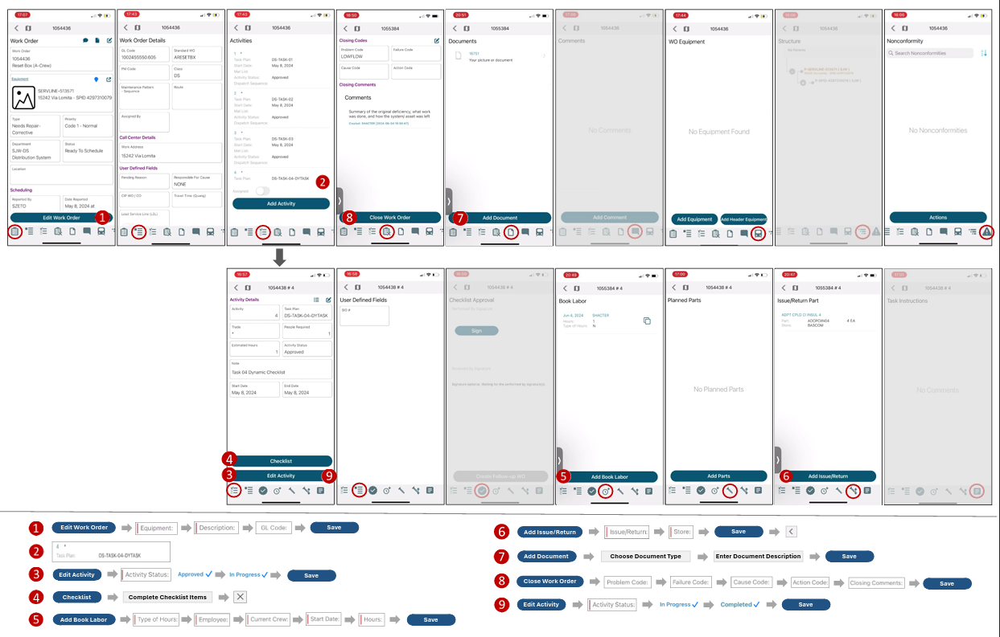 17:07
1054436
Work Order
Work Order
1054436
Reset Box (A-Crew)
Equipment
SERVLINE-513571
15242 Via Lomita - SPID 4297310079
Type
Needs Repair-
Corrective
Priority
Code 1 - Normal
Department
SJW-DS
Distribution System
Status
Ready To Schedule
Location
Scheduling
Reported By
SZETO
Date Reported
May 8, 2024 at
Edit Work Order
1
17:43
1054436
Work Order Details
GL Code
1002455550.605
Standard WO
ARESETBX
PM Code
Class
DS
Maintenance Pattern
- Sequence
Route
Assigned By
Call Center Details
Work Address
15242 Via Lomita
User Defined Fields
Pending Reason
Responsible For Cause
NONE
CIP WO / CO
Travel Time (Quang)
Lead Service Line (LSL)
17:43
1054436
Activities
1 *
Task Plan: DS-TASK-01
Start Date: May 8, 2024
Mat List:
Activity Status: Approved
Dispatch Sequence:
2 *
Task Plan: DS-TASK-02
Start Date: May 8, 2024
Mat List:
Activity Status: Approved
Dispatch Sequence:
3 *
Task Plan: DS-TASK-03
Start Date: May 8, 2024
Mat List:
Activity Status: Approved
Dispatch Sequence:
4 *
Task Plan: DS-TASK-04-DYTASK
2
Assigned
Add Activity
18:50
1055384
Closing Codes
Problem Code
LOWFLOW
Failure Code
Cause Code
Action Code
Closing Comments
Comments
Summary of the original deficiency, what work
was done, and how the system/ asset was left
8
Close Work Order
20:51
1055384
Documents
16751
Your picture or document
7
Add Document
1054436
Comments
No Comments
Add Comment
17:44
1054436
WO Equipment
No Equipment Found
Add Equipment
Add Header Equipment
18:06
1054436
Structure
No Parents
18:06
1054436
Nonconformity
Search Nonconformities
No Nonconformities
Actions
16:57
1054438 # 4
Activity Details
Activity
4
Task Plan
DS-TASK-04-DYTASK
Trade
*
People Required
1
Estimated Hours
1
Activity Status
Approved
Note
Task 04 Dynamic Checklist
Start Date
May 8, 2024
End Date
May 8, 2024
4
Checklist
3
Edit Activity
9
16:58
1054438 # 4
User Defined Fields
1054438 # 4
Checklist Approval
Performed By Signature
Sign
Reviewed By Signature
Signature optional. Waiting for the performed by signature(s).
Create Follow-up WO
20:49
1055384 # 4
Book Labor
Jun 6, 2024 SHACTER
Hours: 1
Type of Hours: N
5
Add Book Labor
17:00
1054438 # 4
Planned Parts
No Planned Parts
Add Parts
20:47
1055384 # 4
Issue/Return Part
ADPT CPLG CI INSUL 4
Part: ADCPCIIN04 4 EA
Store: BASCOM
6
Add Issue/Return
17:01
1054438 # 4
Task Instructions
No Comments
1 Edit Work Order Equipment: Description: GL Code: Save
2 4 *
Task Plan: DS-TASK-04-DYTASK
3 Edit Activity Activity Status: Approved In Progress Save
4 Checklist Complete Checklist Items
5 Add Book Labor Type of Hours: Employee: Current Crew: Start Date: Hours: Save
6 Add Issue/Return Issue/Return: Store: Save
7 Add Document Choose Document Type Enter Document Description Save
8 Close Work Order Problem Code: Failure Code: Cause Code: Action Code: Closing Comments: Save
9 Edit Activity Activity Status: In Progress Completed Save